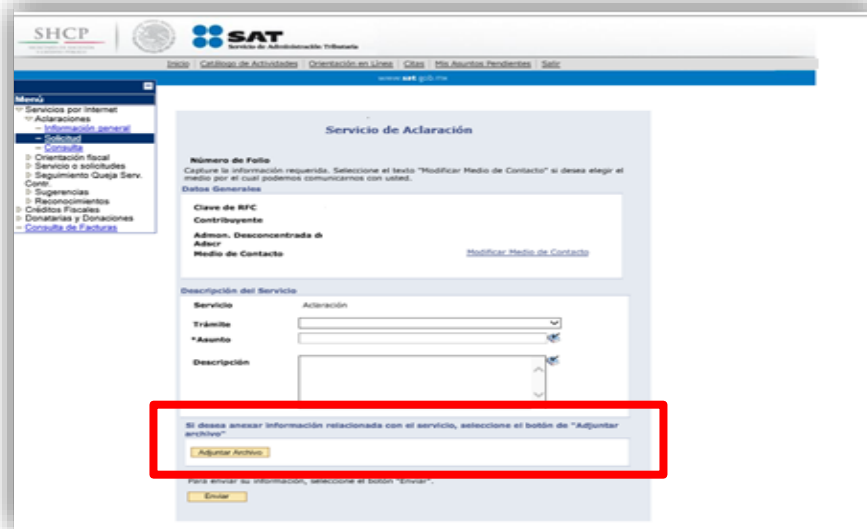 SHCP
SAT
Servicio de Administración Tributaria
Inicio | Catálogo de Actividades | Orientación en Línea | Citas | Mis Asuntos Pendientes | Salir
www.sat.gob.mx
Menú
Servicios por Internet
Aclaraciones
Información general
Solicitud
Consulta
Orientación fiscal
Servicio o solicitudes
Seguimiento Queja Serv.
Contr.
Sugerencias
Reconocimientos
Créditos Fiscales
Donatarias y Donaciones
Consulta de Facturas
Servicio de Aclaración
Número de Folio
Capture la información requerida. Seleccione el texto "Modificar Medio de Contacto" si desea elegir el
medio por el cual podemos comunicarnos con usted.
Datos Generales
Clave de RFC
Contribuyente
Admon. Desconcentrada d
Adscr
Medio de Contacto
Modificar Medio de Contacto
Descripción del Servicio
Servicio Aclaración
Trámite
*Asunto
Descripción
Si desea anexar información relacionada con el servicio, seleccione el botón de "Adjuntar
archivo"
Adjuntar Archivo
Para enviar su información, seleccione el botón "Enviar".
Enviar